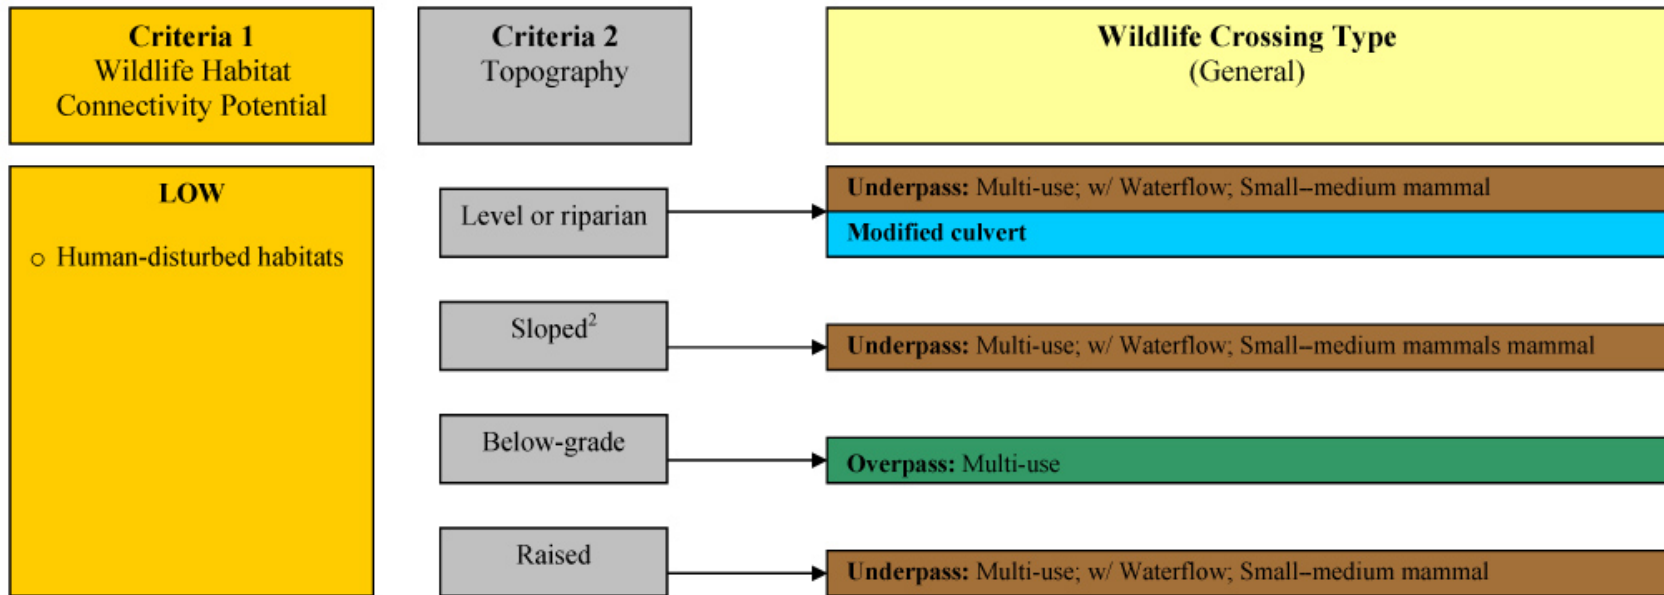 Criteria 1
Wildlife Habitat
Connectivity Potential
Criteria 2
Topography
Wildlife Crossing Type
(General)
LOW
o Human-disturbed habitats
Level or riparian
Underpass: Multi-use; w/ Waterflow; Small--medium mammal
Modified culvert
Sloped2
Underpass: Multi-use; w/ Waterflow; Small--medium mammals mammal
Below-grade
Overpass: Multi-use
Raised
Underpass: Multi-use; w/ Waterflow; Small--medium mammal